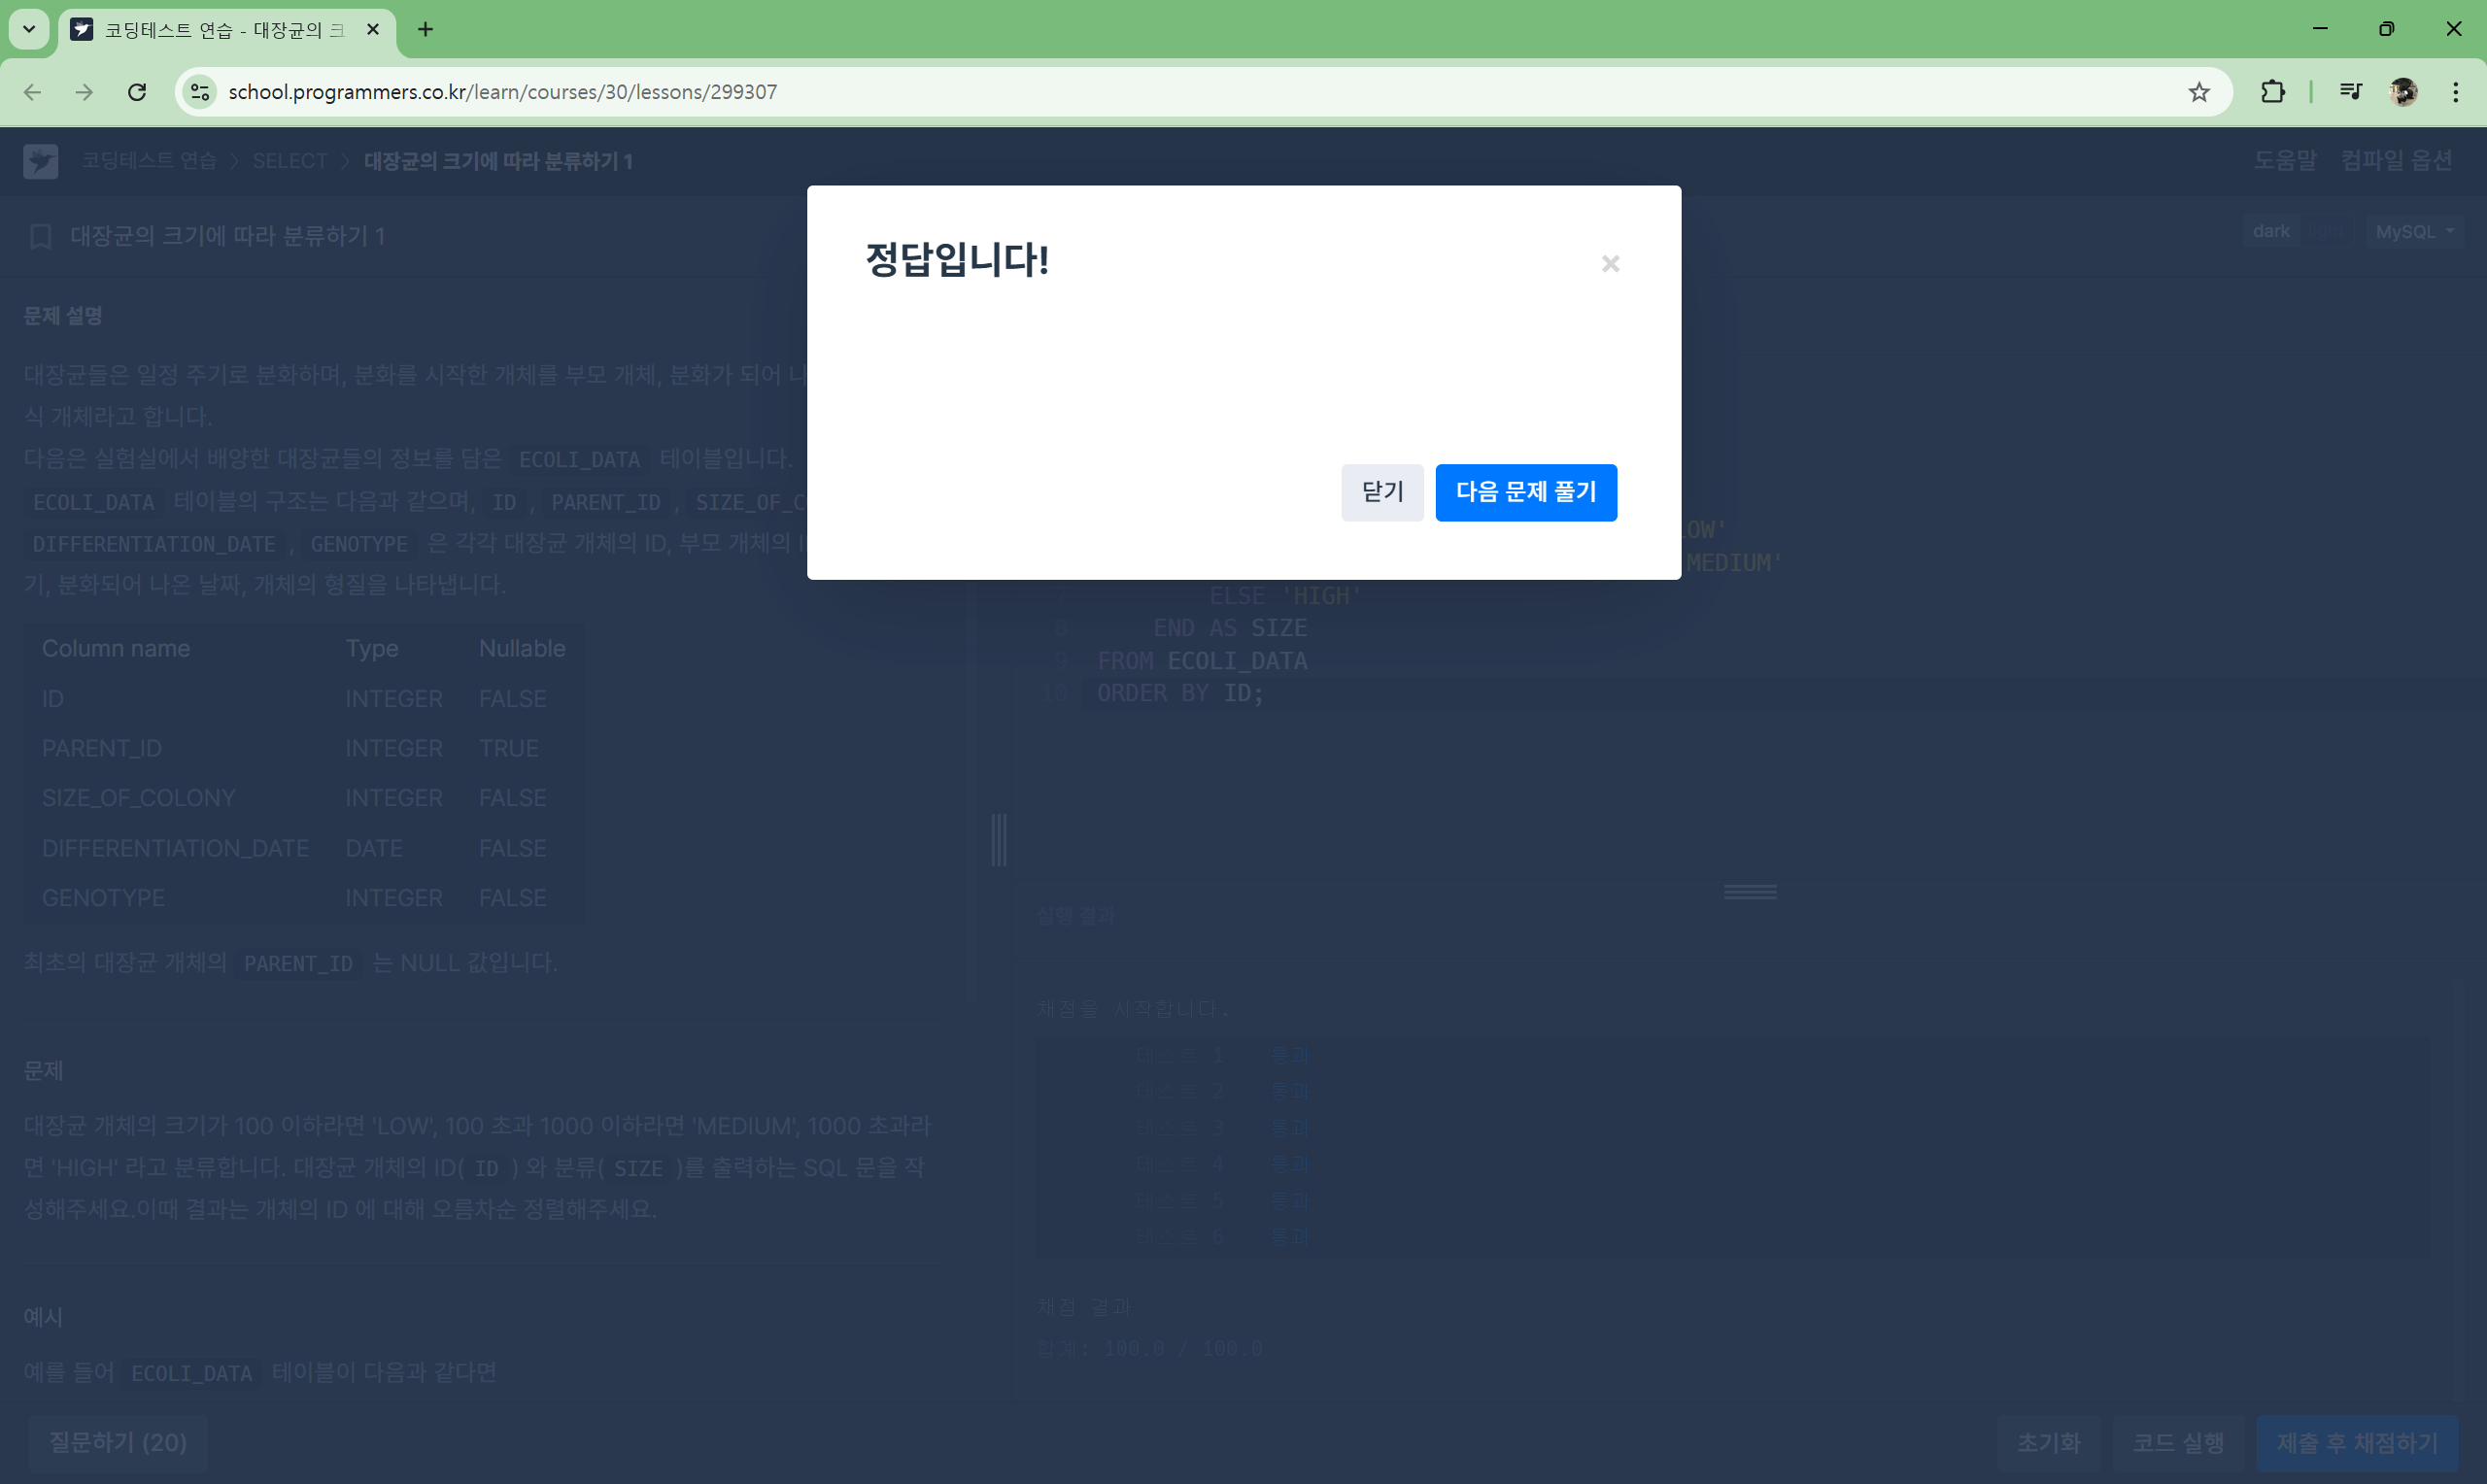 코딩테스트 연습 - 대장균의 크
school.programmers.co.kr/learn/courses/30/lessons/299307
코딩테스트 연습 > SELECT > 대장균의 크기에 따라 분류하기 1
도움말 컴파일 옵션
대장균의 크기에 따라 분류하기 1
dark light MySQL
정답입니다!
×
닫기 다음 문제 풀기
문제 설명
대장균들은 일정 주기로 분화하며, 분화를 시작한 개체를 부모 개체, 분화가 되어 나
식 개체라고 합니다.
다음은 실험실에서 배양한 대장균들의 정보를 담은 ECOLI_DATA 테이블입니다.
ECOLI_DATA 테이블의 구조는 다음과 같으며, ID, PARENT_ID, SIZE_OF_C
DIFFERENTIATION_DATE, GENOTYPE 은 각각 대장균 개체의 ID, 부모 개체의 I
기, 분화되어 나온 날짜, 개체의 형질을 나타냅니다.
Column name Type Nullable
ID INTEGER FALSE
PARENT_ID INTEGER TRUE
SIZE_OF_COLONY INTEGER FALSE
DIFFERENTIATION_DATE DATE FALSE
GENOTYPE INTEGER FALSE
최초의 대장균 개체의 PARENT_ID 는 NULL 값입니다.
문제
대장균 개체의 크기가 100 이하라면 'LOW', 100 초과 1000 이하라면 'MEDIUM', 1000 초과라
면 'HIGH' 라고 분류합니다. 대장균 개체의 ID( ID ) 와 분류( SIZE )를 출력하는 SQL 문을 작
성해주세요.이때 결과는 개체의 ID 에 대해 오름차순 정렬해주세요.
예시
예를 들어 ECOLI_DATA 테이블이 다음과 같다면
질문하기 (20)
LOW'
MEDIUM'
7 ELSE 'HIGH'
8 END AS SIZE
9 FROM ECOLI_DATA
10 ORDER BY ID;
실행 결과
채점을 시작합니다.
테스트 1 통과
테스트 2 통과
테스트 3 통과
테스트 4 통과
테스트 5 통과
테스트 6 통과
채점 결과
합계: 100.0 / 100.0
초기화 코드 실행 제출 후 채점하기